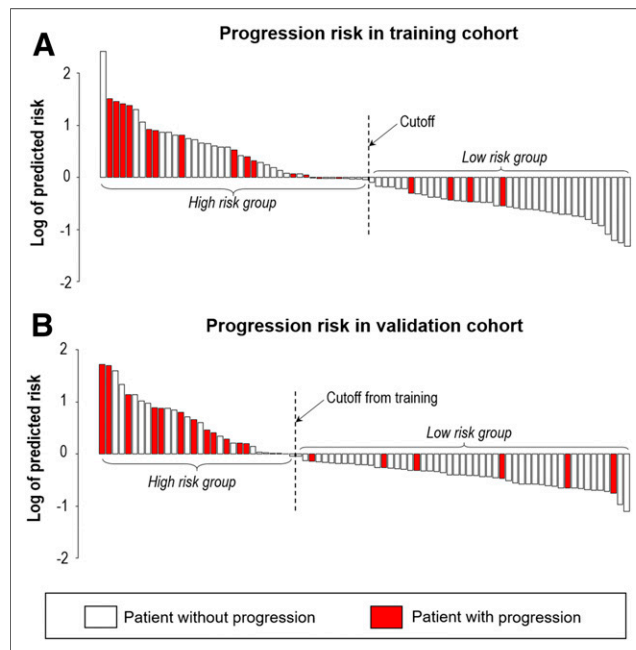 A
Progression risk in training cohort
Log of predicted risk
2
1
0
-1
-2
Cutoff
Low risk group
High risk group
B
Progression risk in validation cohort
Log of predicted risk
2
1
0
-1
-2
Cutoff from training
Low risk group
High risk group
Patient without progression
Patient with progression